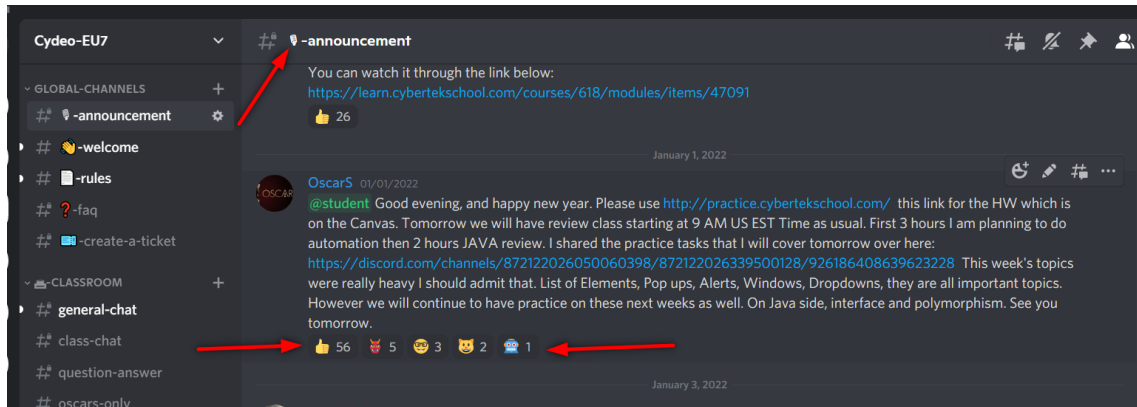 Cydeo-EU7
GLOBAL-CHANNELS
-announcement
-welcome
-rules
-faq
-create-a-ticket
-CLASSROOM
general-chat
class-chat
question-answer
oscars-only
-announcement
You can watch it through the link below:
https://learn.cybertekschool.com/courses/618/modules/items/47091
26
January 1, 2022
OSCAR
OscarS 01/01/2022
@student Good evening, and happy new year. Please use http://practice.cybertekschool.com/ this link for the HW which is
on the Canvas. Tomorrow we will have review class starting at 9 AM US EST Time as usual. First 3 hours I am planning to do
automation then 2 hours JAVA review. I shared the practice tasks that I will cover tomorrow over here:
https://discord.com/channels/872122026050060398/872122026339500128/926186408639623228 This week's topics
were really heavy I should admit that. List of Elements, Pop ups, Alerts, Windows, Dropdowns, they are all important topics.
However we will continue to have practice on these next weeks as well. On Java side, interface and polymorphism. See you
tomorrow.
56 5 3 2 1
January 3, 2022